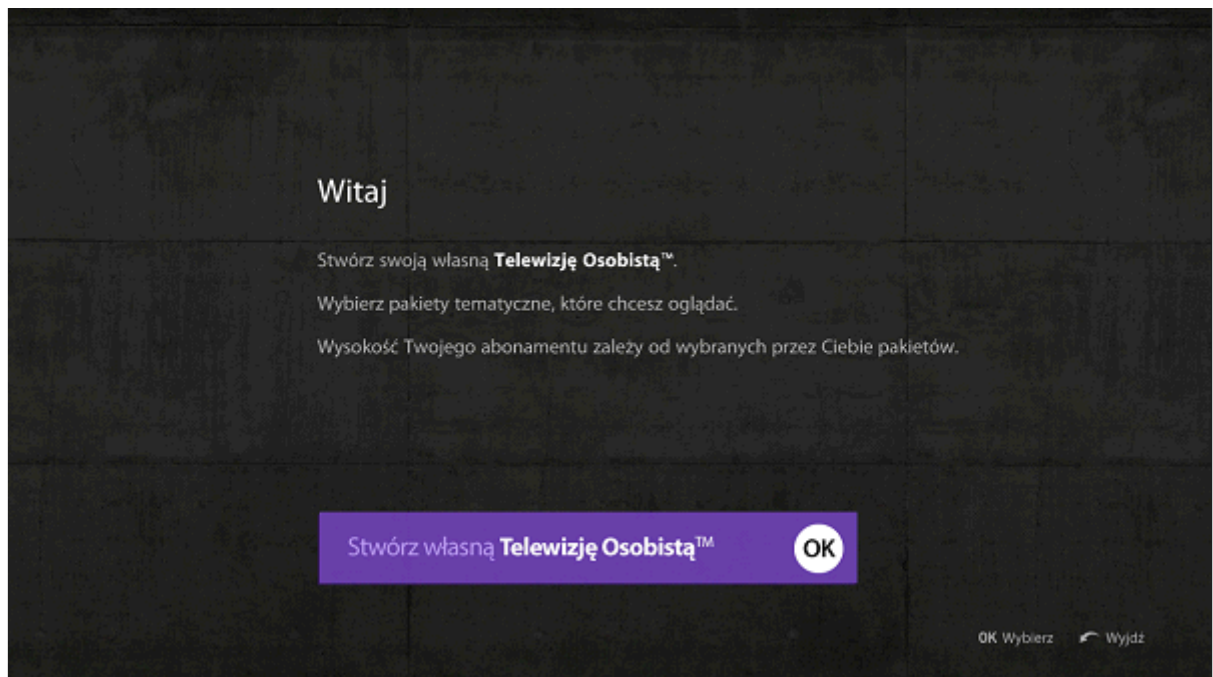 Witaj
Stwórz swoją własną Telewizję Osobistą™.
Wybierz pakiety tematyczne, które chcesz oglądać.
Wysokość Twojego abonamentu zależy od wybranych przez Ciebie pakietów.
Stwórz własną Telewizję Osobistą™ OK
OK Wybierz Wyjdź